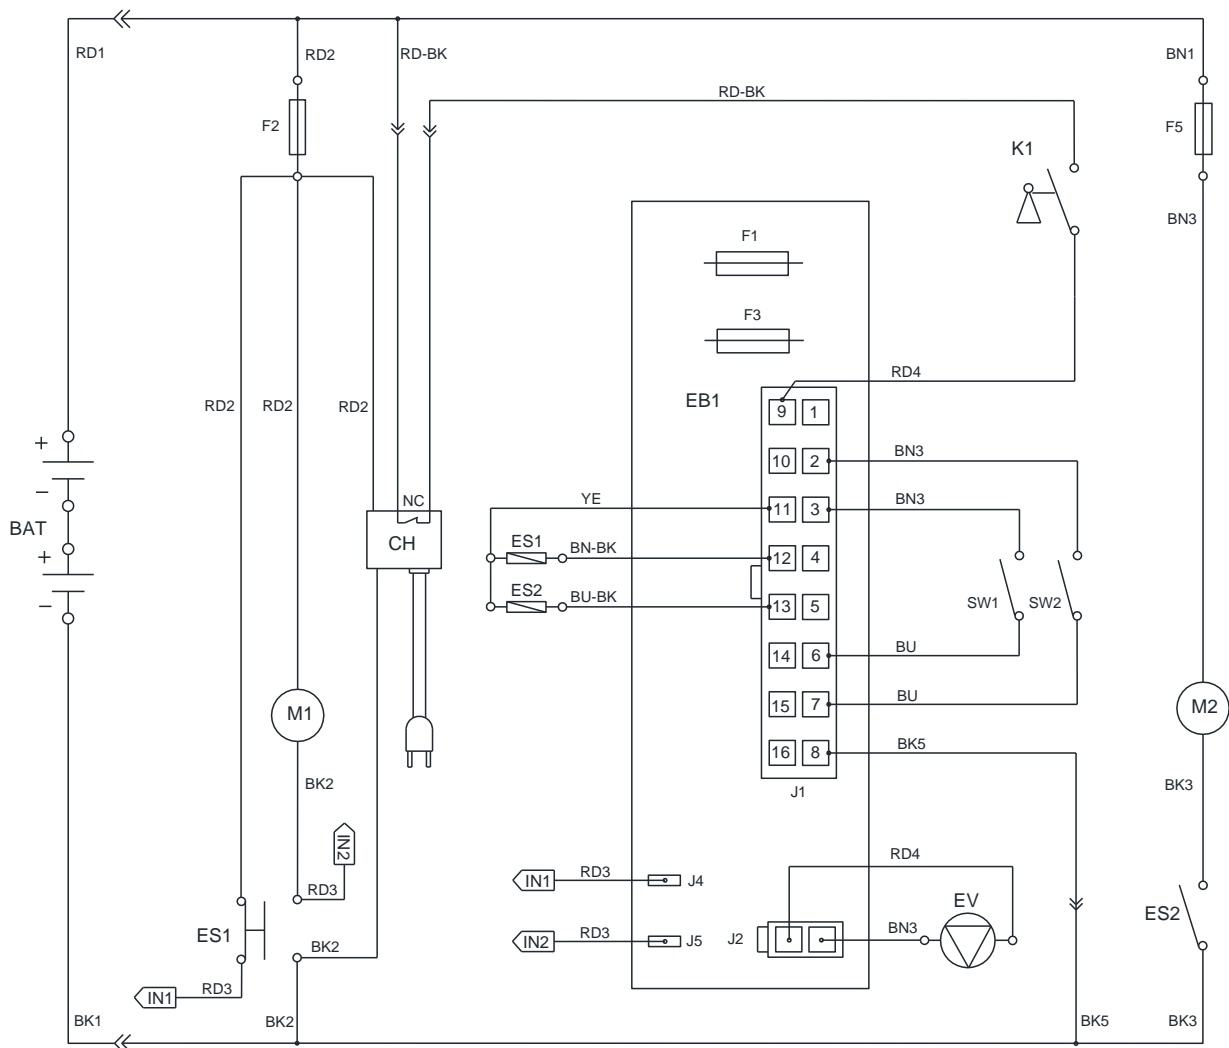 RD1
RD2
RD-BK
BN1
RD-BK
F2
F5
K1
BN3
F1
F3
RD4
EB1
9
1
RD2
RD2
RD2
+
10
2
BN3
−
NC
YE
11
3
BN3
BAT
CH
ES1
BN-BK
12
4
+
ES2
BU-BK
13
5
SW1
SW2
−
14
6
BU
15
7
BU
M1
M2
16
8
BK5
BK2
J1
BK3
IN2
RD4
RD3
IN1
RD3
J4
EV
ES2
ES1
BK2
IN2
RD3
J5
J2
BN3
IN1
RD3
BK1
BK2
BK5
BK3